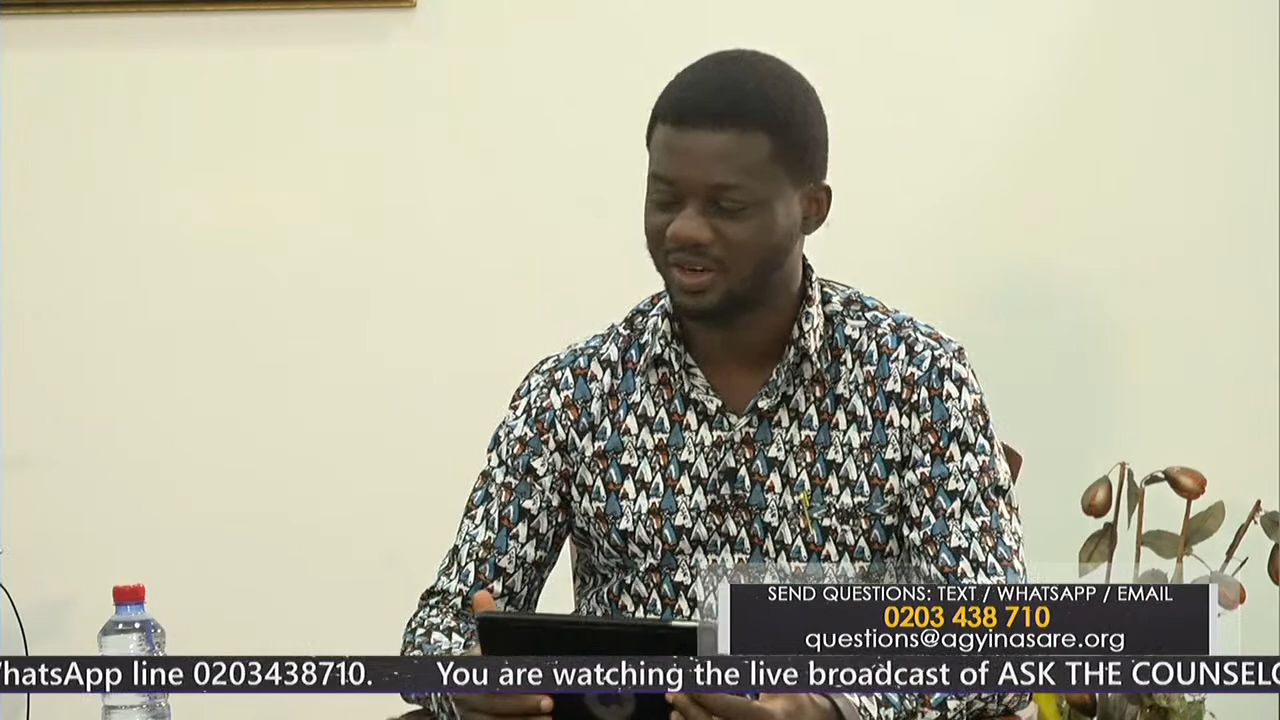 SEND QUESTIONS: TEXT / WHATSAPP / EMAIL
0203 438 710
questions@agyinasare.org
WhatsApp line 0203438710. You are watching the live broadcast of ASK THE COUNSELO